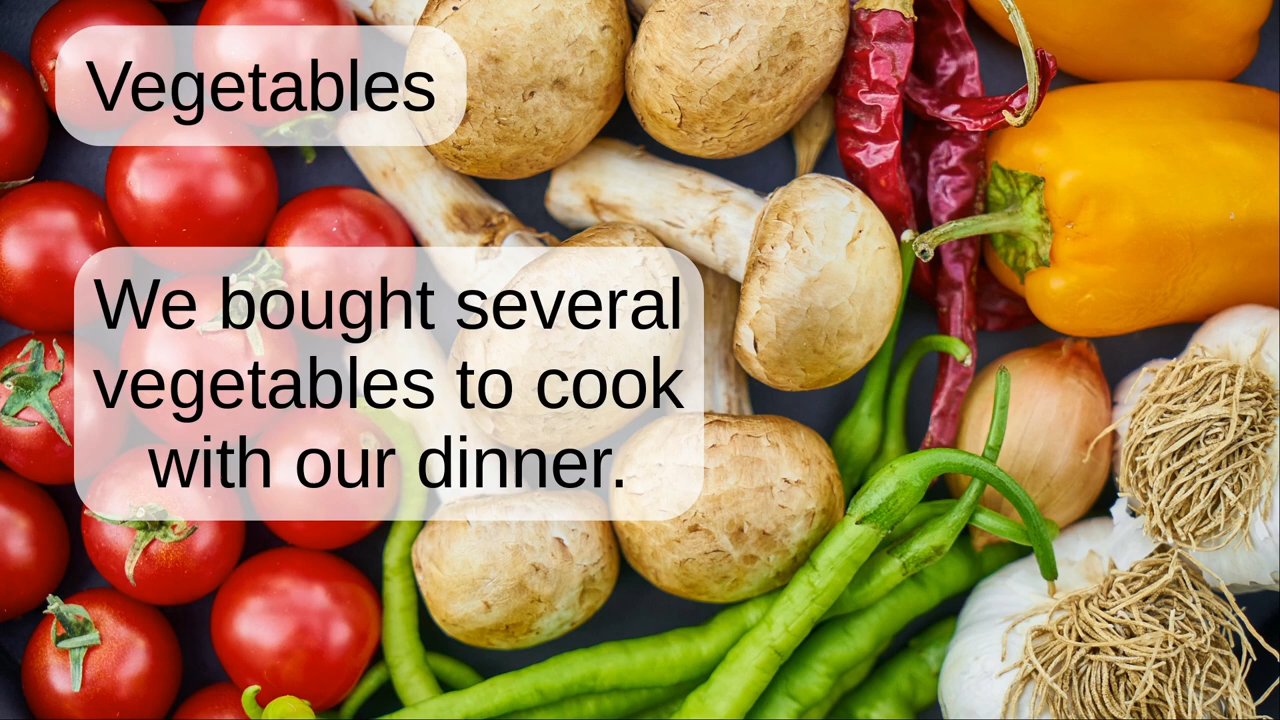 Vegetables
We bought several
vegetables to cook
with our dinner.